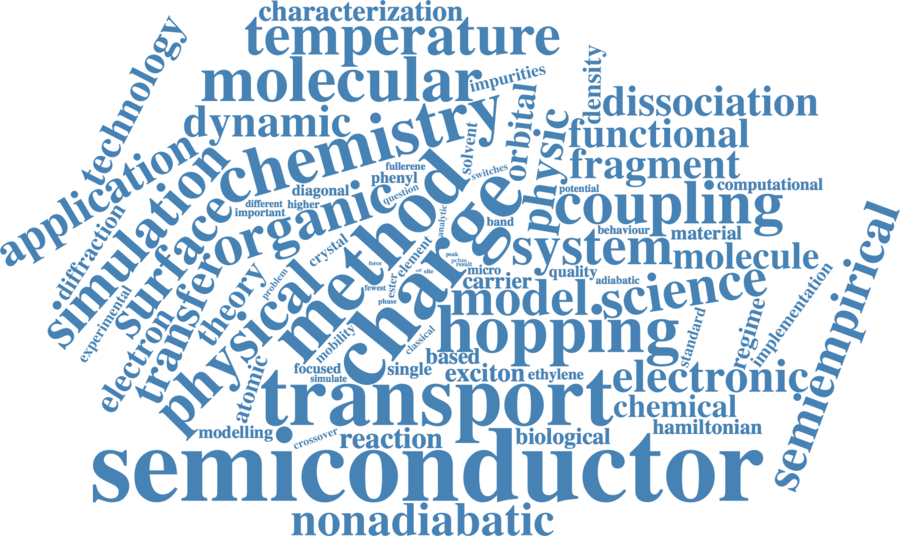 characterization
temperature
technology
molecular
impurities
density
dissociation
dynamic
chemistry
solvent
orbital
physic
functional
application
simulation
fullerene
phenyl
switches
fragment
diagonal
question
potential
computational
different
higher
important
surface
organic
method
charge
analytic
band
coupling
behaviour
material
diffraction
crystal
element
system
molecule
semiempirical
experimental
transfer
theory
problem
force
peak
pcbm
result
site
micro
quality
adiabatic
carrier
electron
physical
fewest
ester
phase
model
science
implementation
mobility
classical
hopping
standard
regime
atomic
focused
simulate
single
based
exciton
ethylene
electronic
transport
chemical
modelling
crossover
reaction
biological
hamiltonian
semiconductor
nonadiabatic